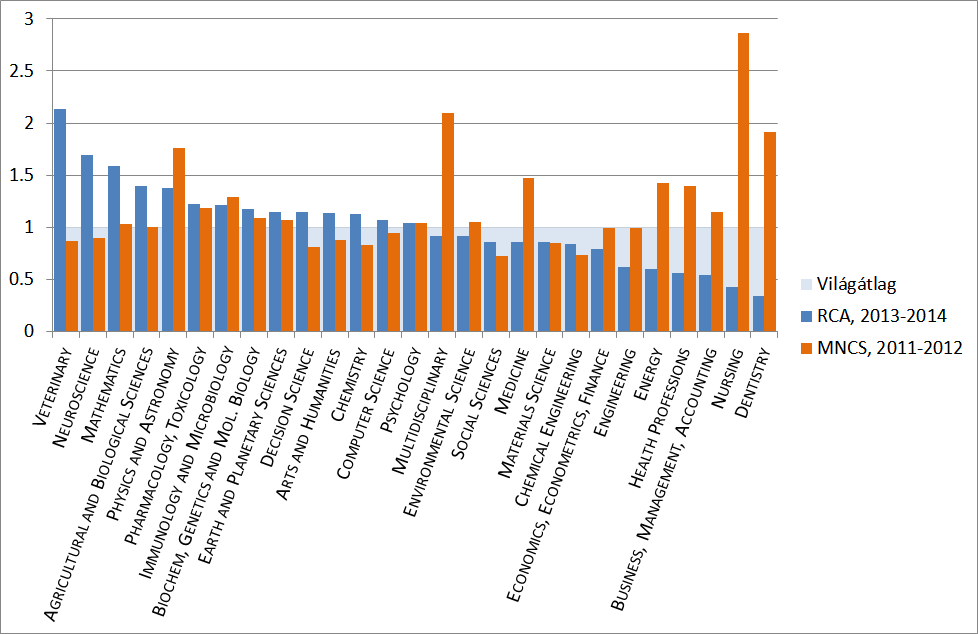 3
2.5
2
1.5
1
0.5
0
VETERINARY
NEUROSCIENCE
MATHEMATICS
AGRICULTURAL AND BIOLOGICAL SCIENCES
PHYSICS AND ASTRONOMY
PHARMACOLOGY, TOXICOLOGY
IMMUNOLOGY AND MICROBIOLOGY
BIOCHEM, GENETICS AND MOL. BIOLOGY
EARTH AND PLANETARY SCIENCES
DECISION SCIENCE
ARTS AND HUMANITIES
CHEMISTRY
COMPUTER SCIENCE
PSYCHOLOGY
MULTIDISCIPLINARY
ENVIRONMENTAL SCIENCE
SOCIAL SCIENCES
MEDICINE
MATERIALS SCIENCE
CHEMICAL ENGINEERING
ECONOMICS, ECONOMETRICS, FINANCE
ENGINEERING
ENERGY
HEALTH PROFESSIONS
BUSINESS, MANAGEMENT, ACCOUNTING
NURSING
DENTISTRY
Világátlag
RCA, 2013-2014
MNCS, 2011-2012